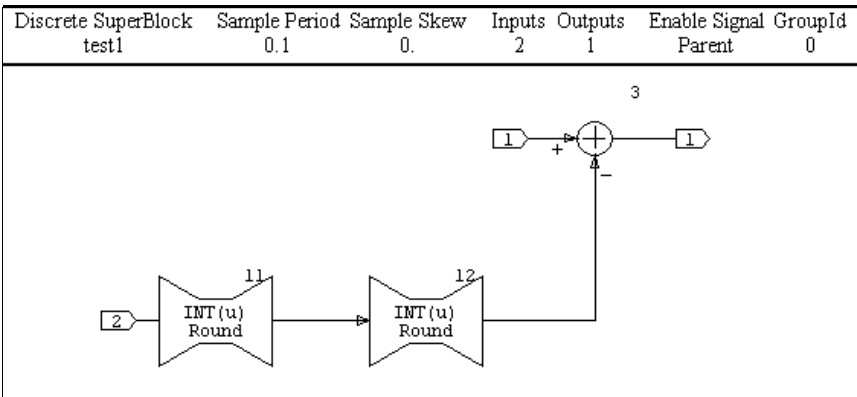 Discrete SuperBlock Sample Period Sample Skew Inputs Outputs Enable Signal GroupId
test1 0.1 0. 2 1 Parent 0
3
1 + 1
−
11 12
2 INT(u) INT(u)
Round Round